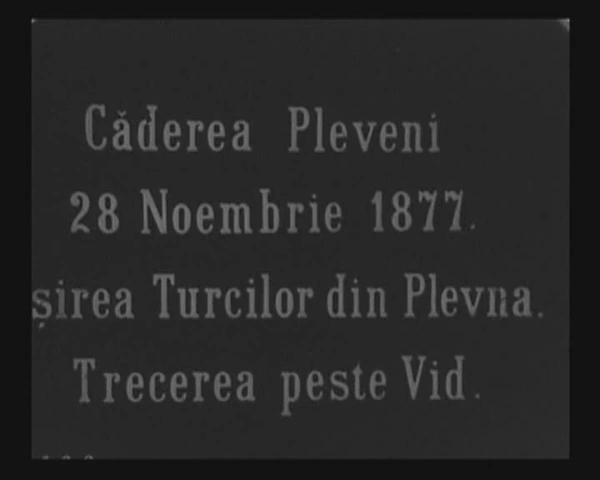 Căderea Pleveni
28 Noembrie 1877.
șirea Turcilor din Plevna.
Trecerea peste Vid.